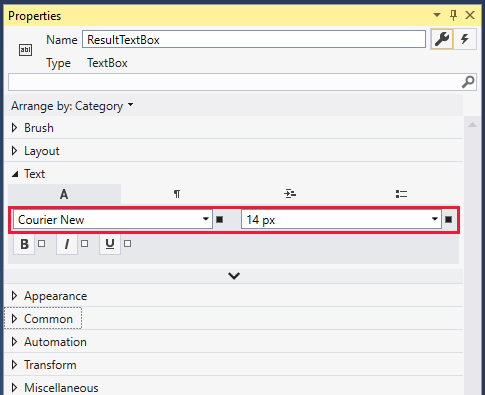 Properties
Name ResultTextBox
abl
Type TextBox
Arrange by: Category
Brush
Layout
Text
A ¶
Courier New 14 px
B I U
Appearance
Common
Automation
Transform
Miscellaneous